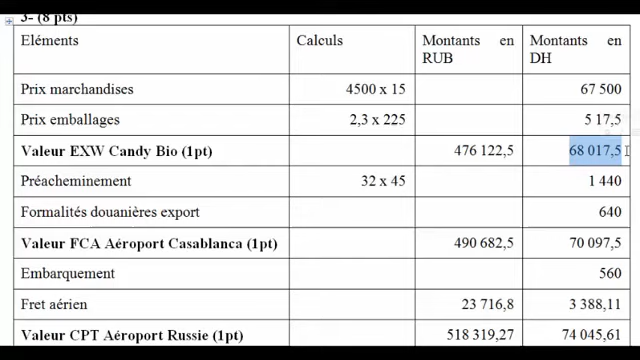 3- (8 pts)
Eléments Calculs Montants en RUB Montants en DH
Prix marchandises 4500 x 15 67 500
Prix emballages 2,3 x 225 5 17,5
Valeur EXW Candy Bio (1pt) 476 122,5 68 017,5
Préacheminement 32 x 45 1 440
Formalités douanières export 640
Valeur FCA Aéroport Casablanca (1pt) 490 682,5 70 097,5
Embarquement 560
Fret aérien 23 716,8 3 388,11
Valeur CPT Aéroport Russie (1pt) 518 319,27 74 045,61